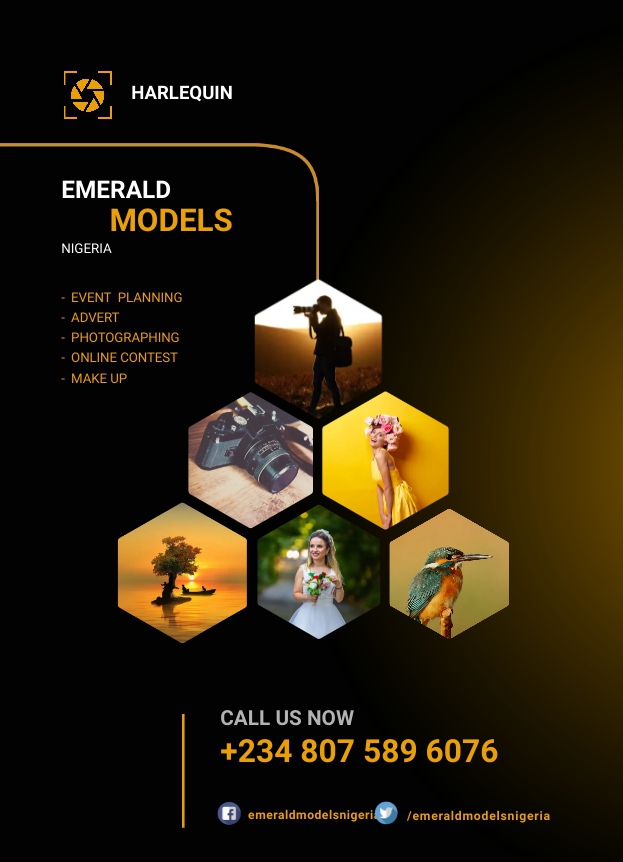 HARLEQUIN
EMERALD
MODELS
NIGERIA
- EVENT PLANNING
- ADVERT
- PHOTOGRAPHING
- ONLINE CONTEST
- MAKE UP
CALL US NOW
+234 807 589 6076
emeraldmodelsnigeri /emeraldmodelsnigeria